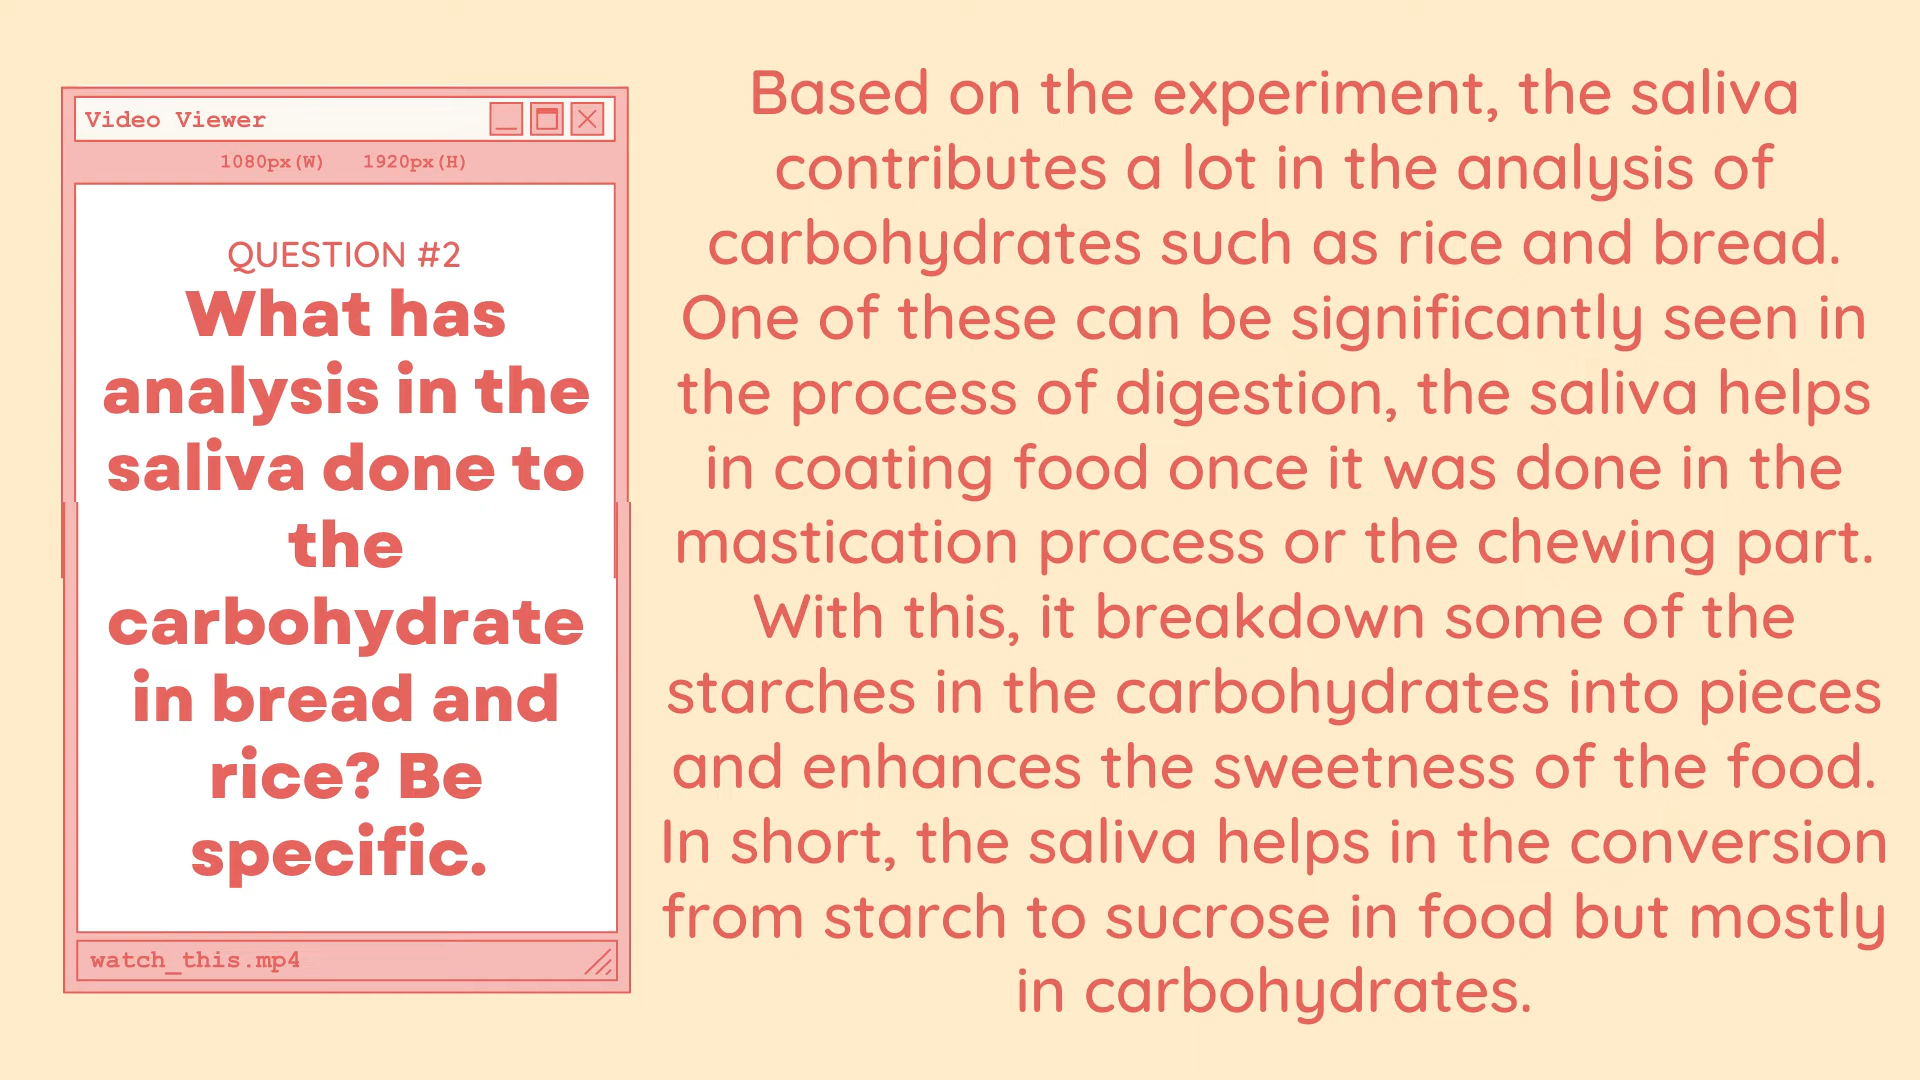 Video Viewer
1080px(W) 1920px(H)
QUESTION #2
What has
analysis in the
saliva done to
the
carbohydrate
in bread and
rice? Be
specific.
watch_this.mp4
Based on the experiment, the saliva
contributes a lot in the analysis of
carbohydrates such as rice and bread.
One of these can be significantly seen in
the process of digestion, the saliva helps
in coating food once it was done in the
mastication process or the chewing part.
With this, it breakdown some of the
starches in the carbohydrates into pieces
and enhances the sweetness of the food.
In short, the saliva helps in the conversion
from starch to sucrose in food but mostly
in carbohydrates.